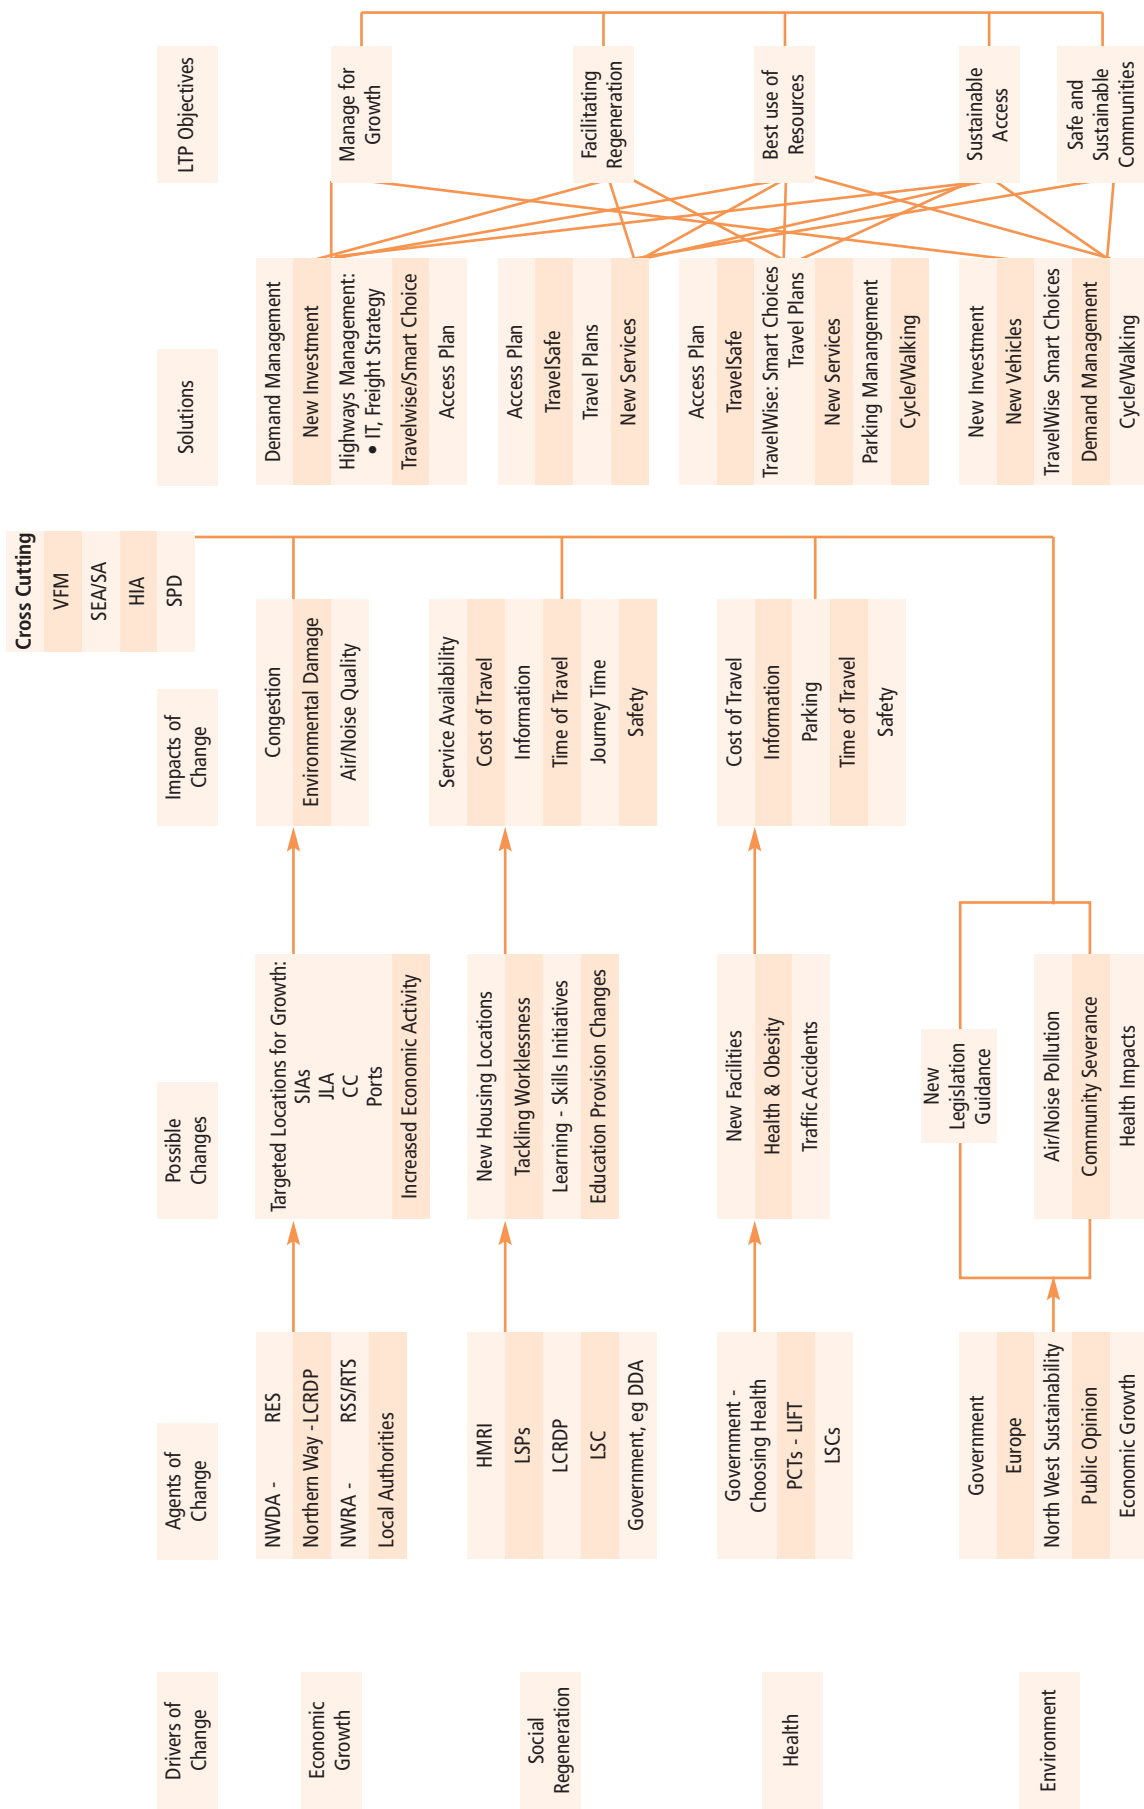 Cross Cutting
VFM
SEA/SA
HIA
SPD
Drivers of
Change
Agents of
Change
Possible
Changes
Impacts of
Change
Solutions
LTP Objectives
Economic
Growth
NWDA - RES
Northern Way -LCRDP
NWRA - RSS/RTS
Local Authorities
Targeted Locations for Growth:
SIAs
JLA
CC
Ports
Increased Economic Activity
Congestion
Environmental Damage
Air/Noise Quality
Demand Management
New Investment
Highways Management:
• IT, Freight Strategy
Travelwise/Smart Choice
Access Plan
Manage for
Growth
Social
Regeneration
HMRI
LSPs
LCRDP
LSC
Government, eg DDA
New Housing Locations
Tackling Worklessness
Learning - Skills Initiatives
Education Provision Changes
Service Availability
Cost of Travel
Information
Time of Travel
Journey Time
Safety
Access Plan
TravelSafe
Travel Plans
New Services
Facilitating
Regeneration
Health
Government -
Choosing Health
PCTs - LIFT
LSCs
New Facilities
Health & Obesity
Traffic Accidents
Cost of Travel
Information
Parking
Time of Travel
Safety
Access Plan
TravelSafe
TravelWise: Smart Choices
Travel Plans
New Services
Parking Manangement
Cycle/Walking
Best use of
Resources
Environment
Government
Europe
North West Sustainability
Public Opinion
Economic Growth
New
Legislation
Guidance
Air/Noise Pollution
Community Severance
Health Impacts
New Investment
New Vehicles
TravelWise Smart Choices
Demand Management
Cycle/Walking
Sustainable
Access
Safe and
Sustainable
Communities